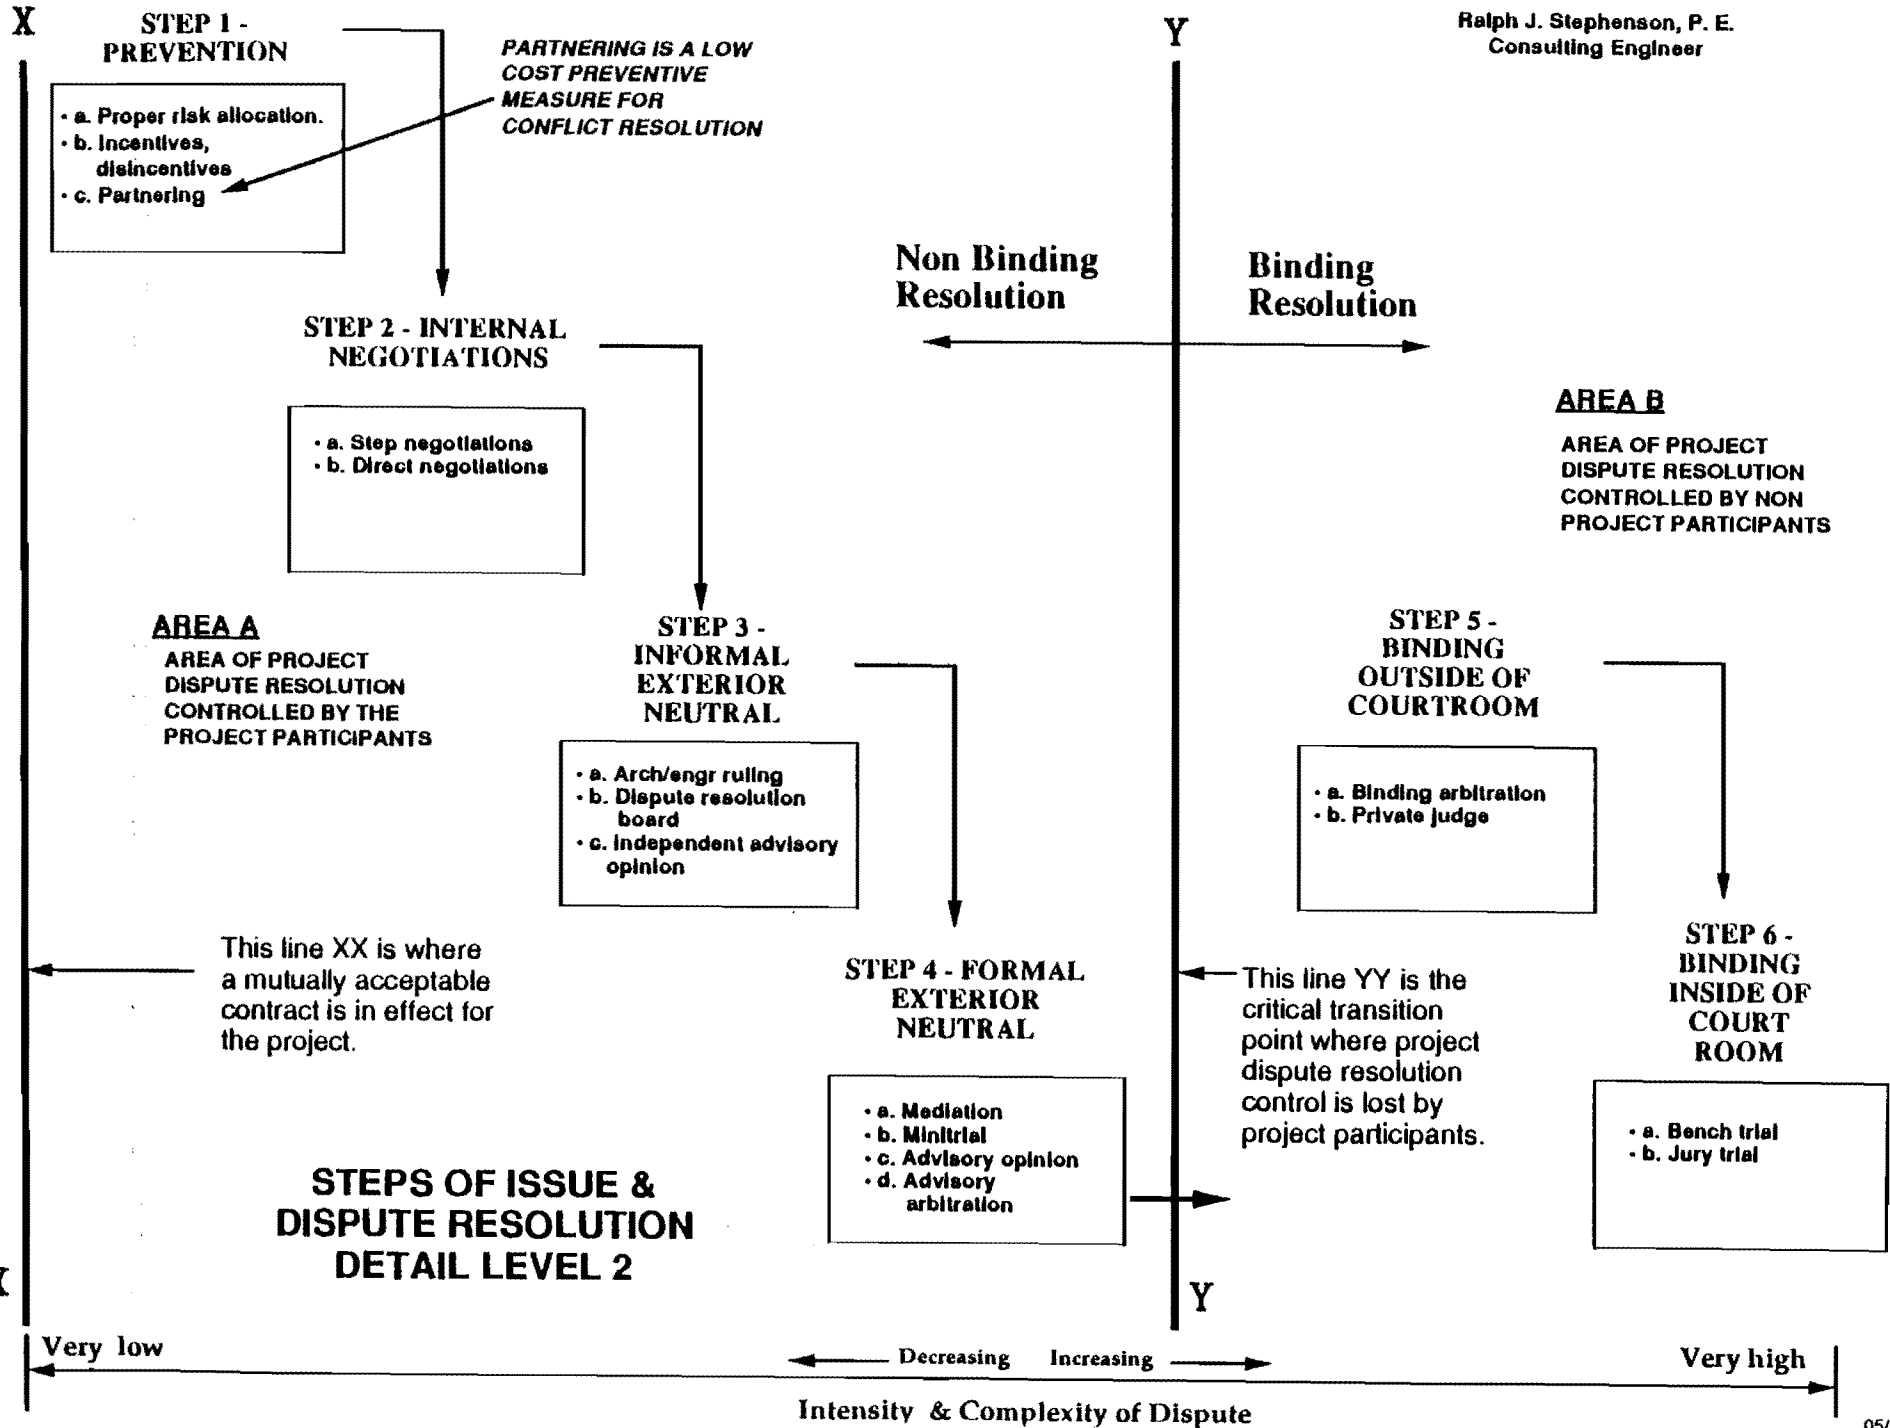 X
STEP 1 -
PREVENTION
• a. Proper risk allocation.
• b. Incentives,
disincentives
• c. Partnering
PARTNERING IS A LOW
COST PREVENTIVE
MEASURE FOR
CONFLICT RESOLUTION
Y
Ralph J. Stephenson, P. E.
Consulting Engineer
Non Binding
Resolution
Binding
Resolution
STEP 2 - INTERNAL
NEGOTIATIONS
• a. Step negotiations
• b. Direct negotiations
AREA B
AREA OF PROJECT
DISPUTE RESOLUTION
CONTROLLED BY NON
PROJECT PARTICIPANTS
AREA A
AREA OF PROJECT
DISPUTE RESOLUTION
CONTROLLED BY THE
PROJECT PARTICIPANTS
STEP 3 -
INFORMAL
EXTERIOR
NEUTRAL
• a. Arch/engr ruling
• b. Dispute resolution
board
• c. Independent advisory
opinion
STEP 5 -
BINDING
OUTSIDE OF
COURTROOM
• a. Binding arbitration
• b. Private judge
This line XX is where
a mutually acceptable
contract is in effect for
the project.
STEP 4 - FORMAL
EXTERIOR
NEUTRAL
• a. Mediation
• b. Minitrial
• c. Advisory opinion
• d. Advisory
arbitration
This line YY is the
critical transition
point where project
dispute resolution
control is lost by
project participants.
STEP 6 -
BINDING
INSIDE OF
COURT
ROOM
• a. Bench trial
• b. Jury trial
STEPS OF ISSUE &
DISPUTE RESOLUTION
DETAIL LEVEL 2
Y
Very low
Decreasing Increasing
Very high
Intensity & Complexity of Dispute